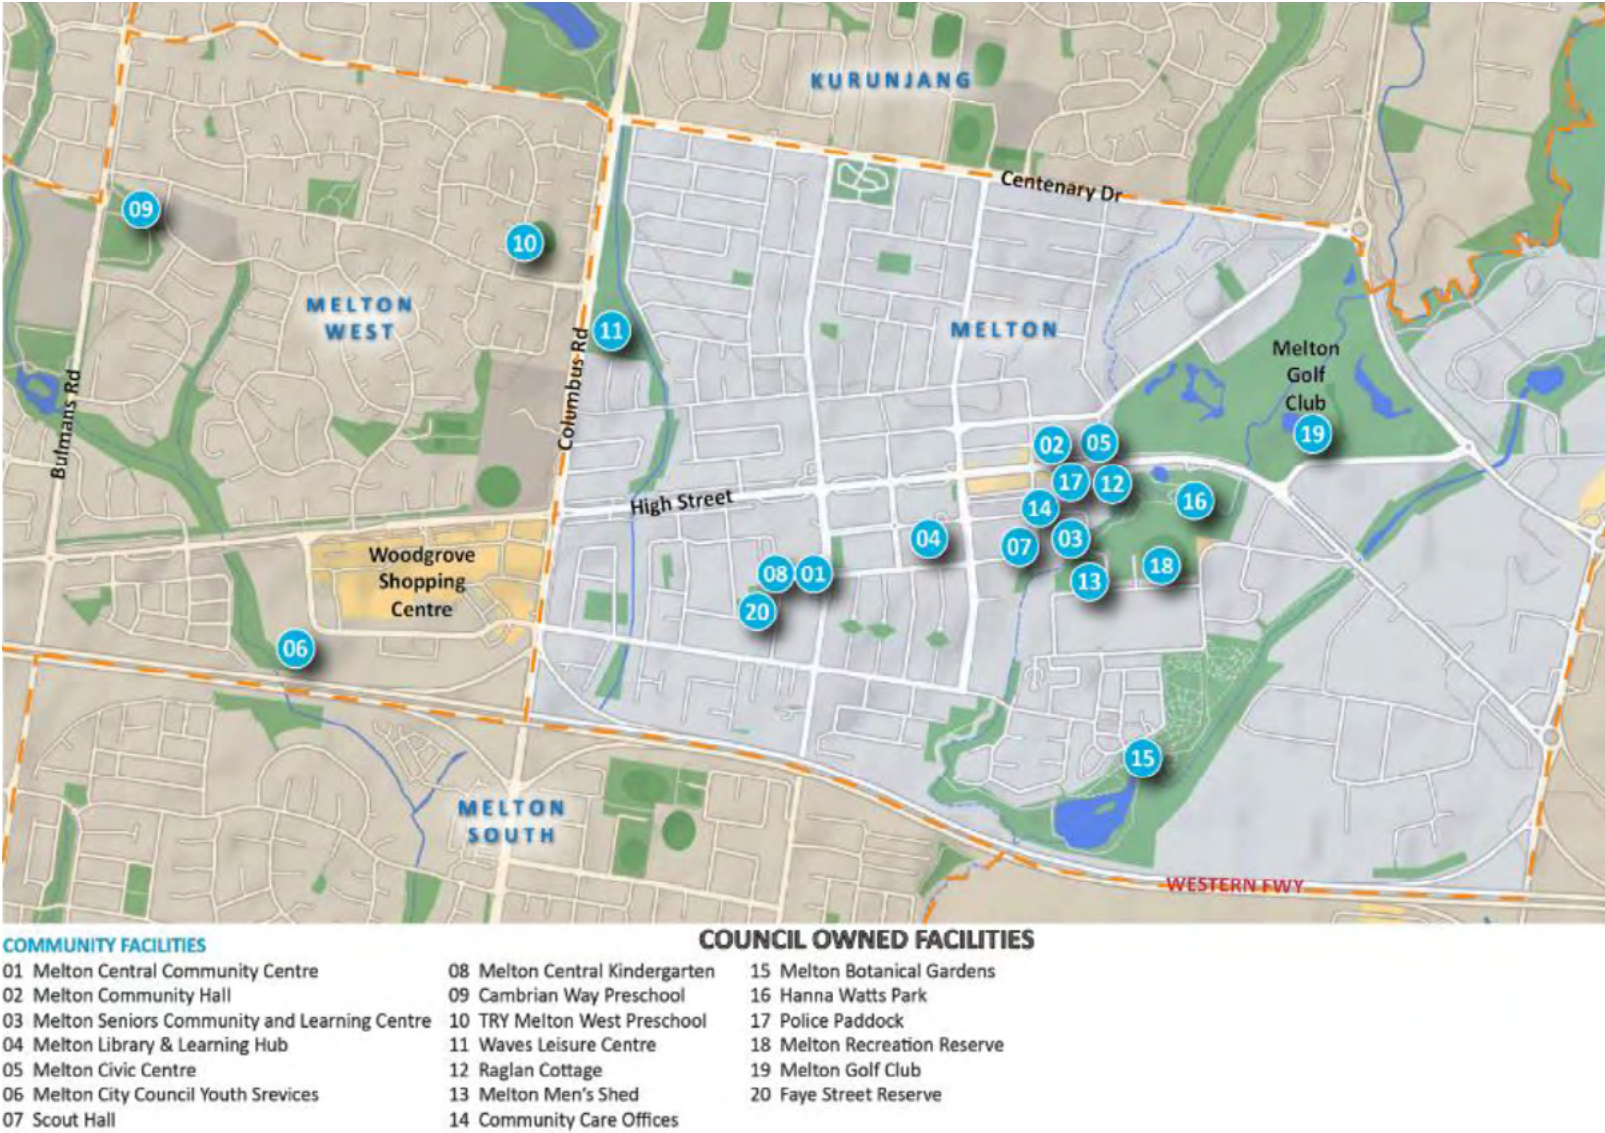 KURUNJANG
Centenary Dr
09
10
MELTON
WEST
11
MELTON
Melton
Golf
Club
19
Bulmans Rd
Columbus Rd
02
05
17
12
High Street
14
16
04
07
03
Woodgrove
Shopping
Centre
08
01
13
18
20
06
15
MELTON
SOUTH
WESTERN FWY
COMMUNITY FACILITIES
01 Melton Central Community Centre
02 Melton Community Hall
03 Melton Seniors Community and Learning Centre
04 Melton Library & Learning Hub
05 Melton Civic Centre
06 Melton City Council Youth Srevices
07 Scout Hall
08 Melton Central Kindergarten
09 Cambrian Way Preschool
10 TRY Melton West Preschool
11 Waves Leisure Centre
12 Raglan Cottage
13 Melton Men's Shed
14 Community Care Offices
COUNCIL OWNED FACILITIES
15 Melton Botanical Gardens
16 Hanna Watts Park
17 Police Paddock
18 Melton Recreation Reserve
19 Melton Golf Club
20 Faye Street Reserve